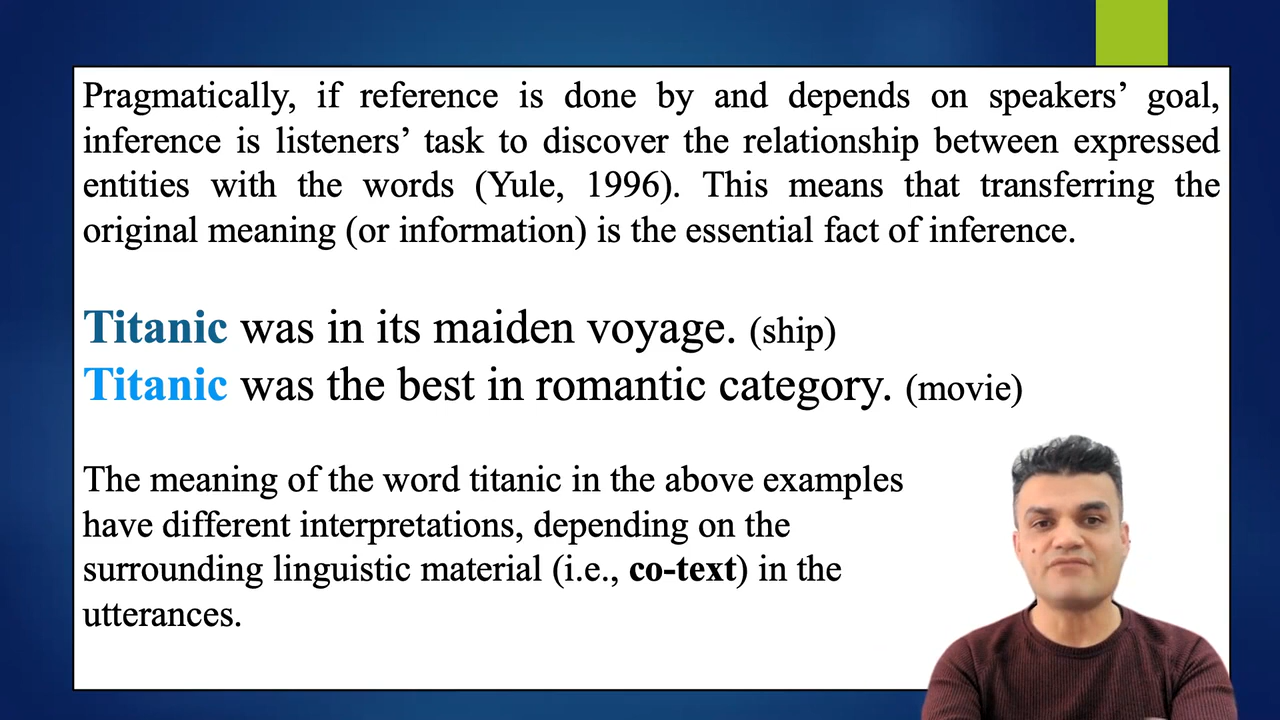 Pragmatically, if reference is done by and depends on speakers’ goal,
inference is listeners’ task to discover the relationship between expressed
entities with the words (Yule, 1996). This means that transferring the
original meaning (or information) is the essential fact of inference.
Titanic was in its maiden voyage. (ship)
Titanic was the best in romantic category. (movie)
The meaning of the word titanic in the above examples
have different interpretations, depending on the
surrounding linguistic material (i.e., co-text) in the
utterances.